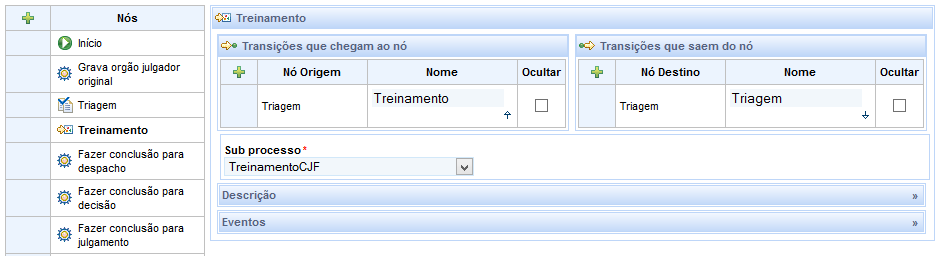 Nós
Início
Grava orgão julgador
original
Triagem
Treinamento
Fazer conclusão para
despacho
Fazer conclusão para
decisão
Fazer conclusão para
julgamento
Treinamento
Transições que chegam ao nó
Nó Origem Nome Ocultar
Triagem Treinamento
Transições que saem do nó
Nó Destino Nome Ocultar
Triagem Triagem
Sub processo*
TreinamentoCJF
Descrição »
Eventos »